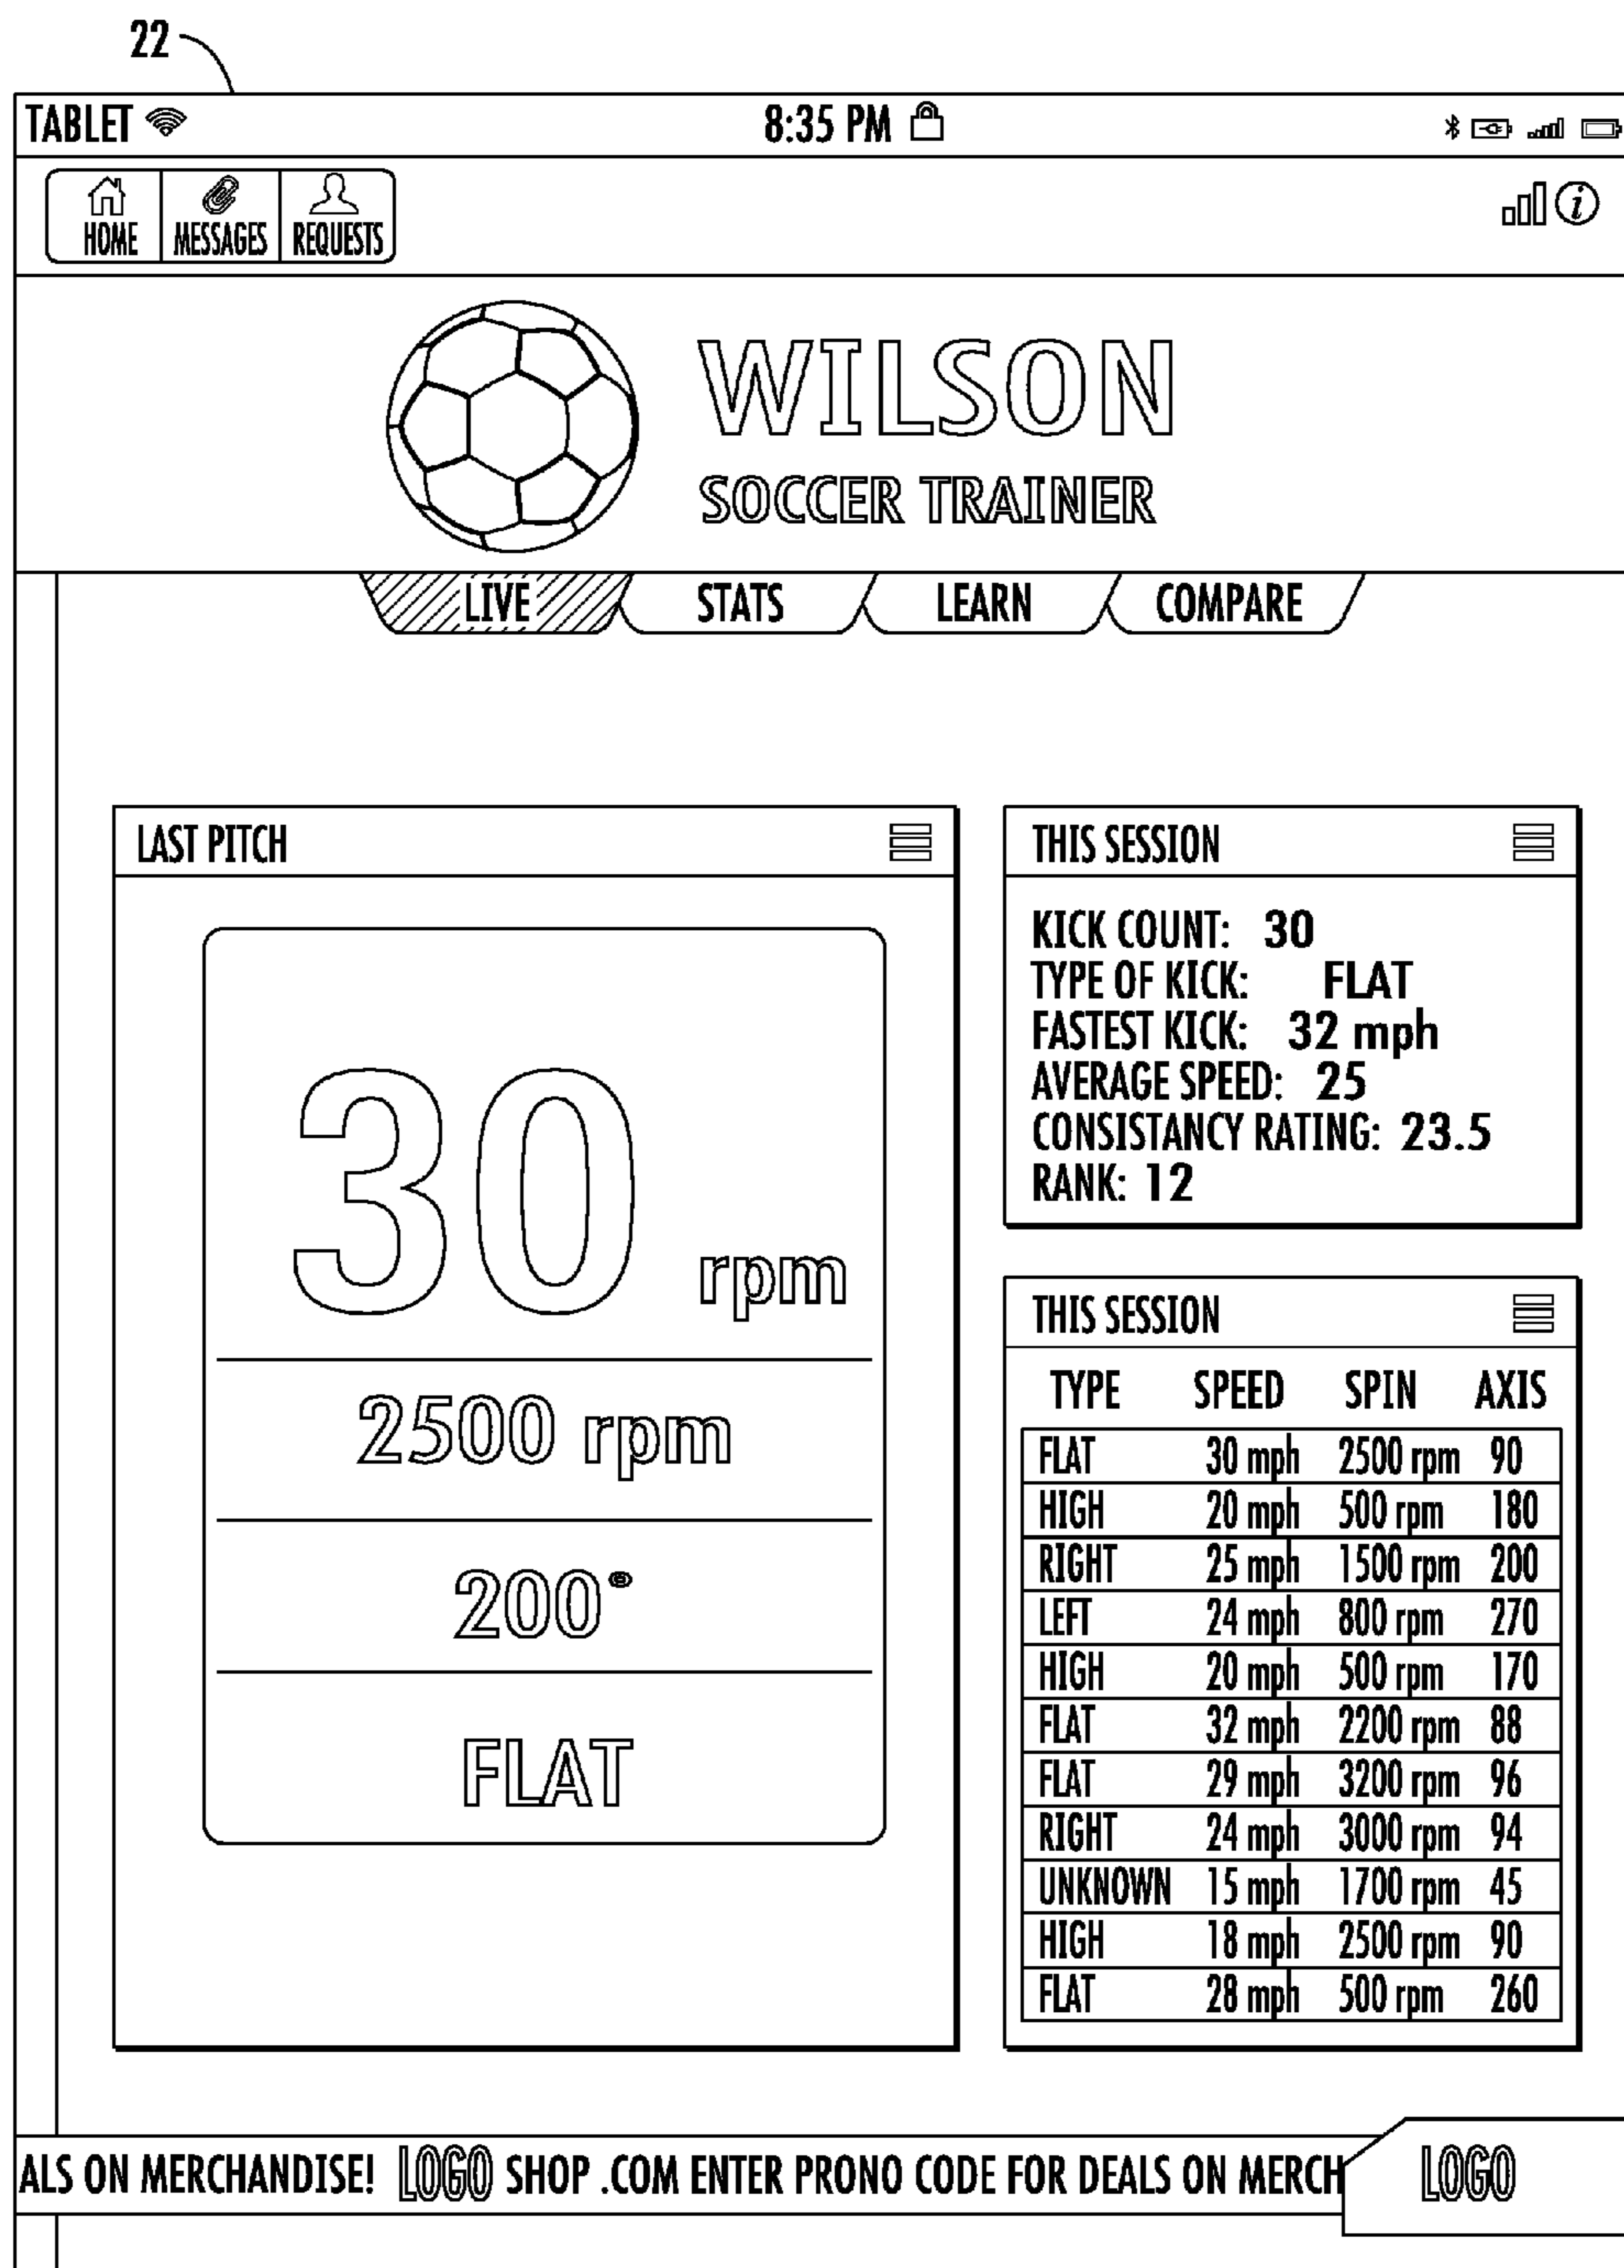 22
TABLET 8:35 PM
HOME MESSAGES REQUESTS
WILSON
SOCCER TRAINER
LIVE STATS LEARN COMPARE
LAST PITCH
30 rpm
2500 rpm
200°
FLAT
THIS SESSION
KICK COUNT: 30
TYPE OF KICK: FLAT
FASTEST KICK: 32 mph
AVERAGE SPEED: 25
CONSISTANCY RATING: 23.5
RANK: 12
THIS SESSION
TYPE SPEED SPIN AXIS
FLAT 30 mph 2500 rpm 90
HIGH 20 mph 500 rpm 180
RIGHT 25 mph 1500 rpm 200
LEFT 24 mph 800 rpm 270
HIGH 20 mph 500 rpm 170
FLAT 32 mph 2200 rpm 88
FLAT 29 mph 3200 rpm 96
RIGHT 24 mph 3000 rpm 94
UNKNOWN 15 mph 1700 rpm 45
HIGH 18 mph 2500 rpm 90
FLAT 28 mph 500 rpm 260
ALS ON MERCHANDISE! LOGO SHOP .COM ENTER PRONO CODE FOR DEALS ON MERCH LOGO